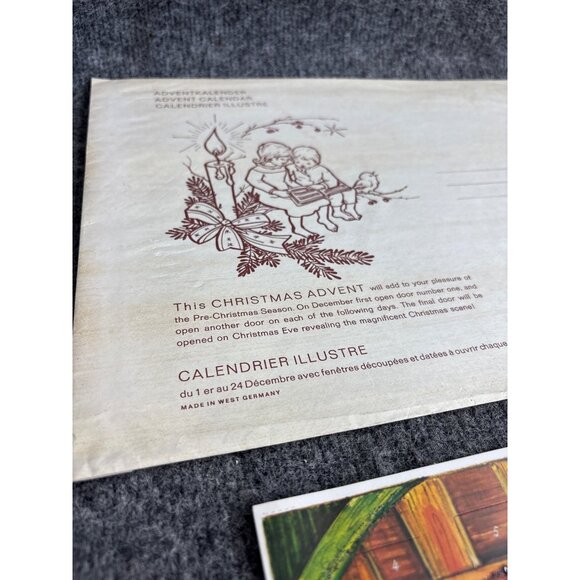 ADVENTKALENDER
ADVENT CALENDAR
CALENDRIER ILLUSTRE
This CHRISTMAS ADVENT will add to your pleasure of
the Pre-Christmas Season. On December first open door number one, and
open another door on each of the following days. The final door will be
opened on Christmas Eve revealing the magnificent Christmas scene!
CALENDRIER ILLUSTRE
du 1 er au 24 Décembre avec fenêtres découpées et datées à ouvrir chaque
MADE IN WEST GERMANY
4
5